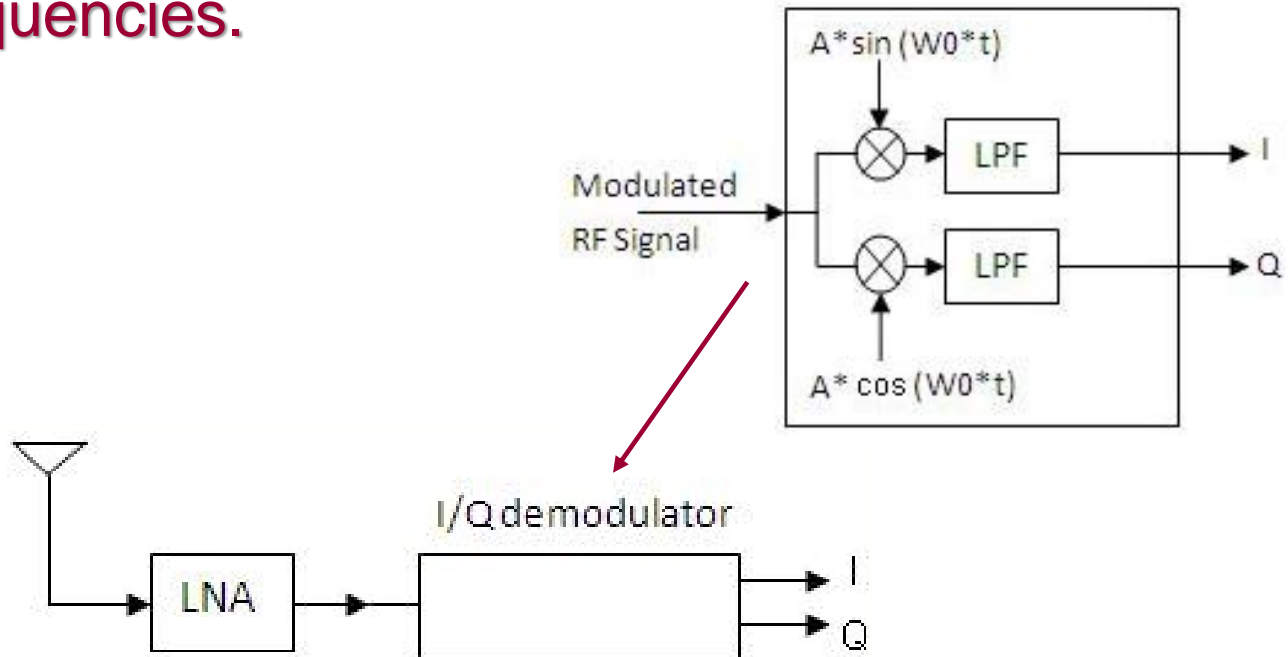 quencies.
A*sin (W0*t)
LPF
I
Modulated
RF Signal
LPF
Q
A* cos (W0*t)
I/Q demodulator
LNA
I
Q